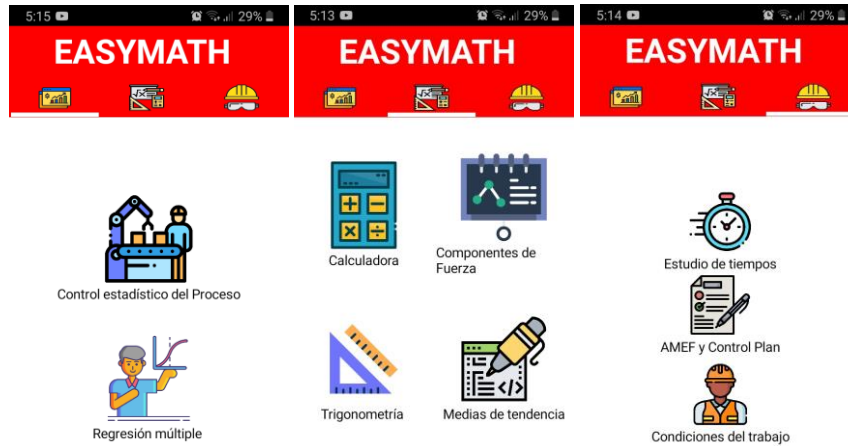 5:15 29%
EASYMATH
Control estadístico del Proceso
Regresión múltiple
5:13 29%
EASYMATH
Calculadora
Componentes de
Fuerza
Trigonometría
Medias de tendencia
5:14 29%
EASYMATH
Estudio de tiempos
AMEF y Control Plan
Condiciones del trabajo